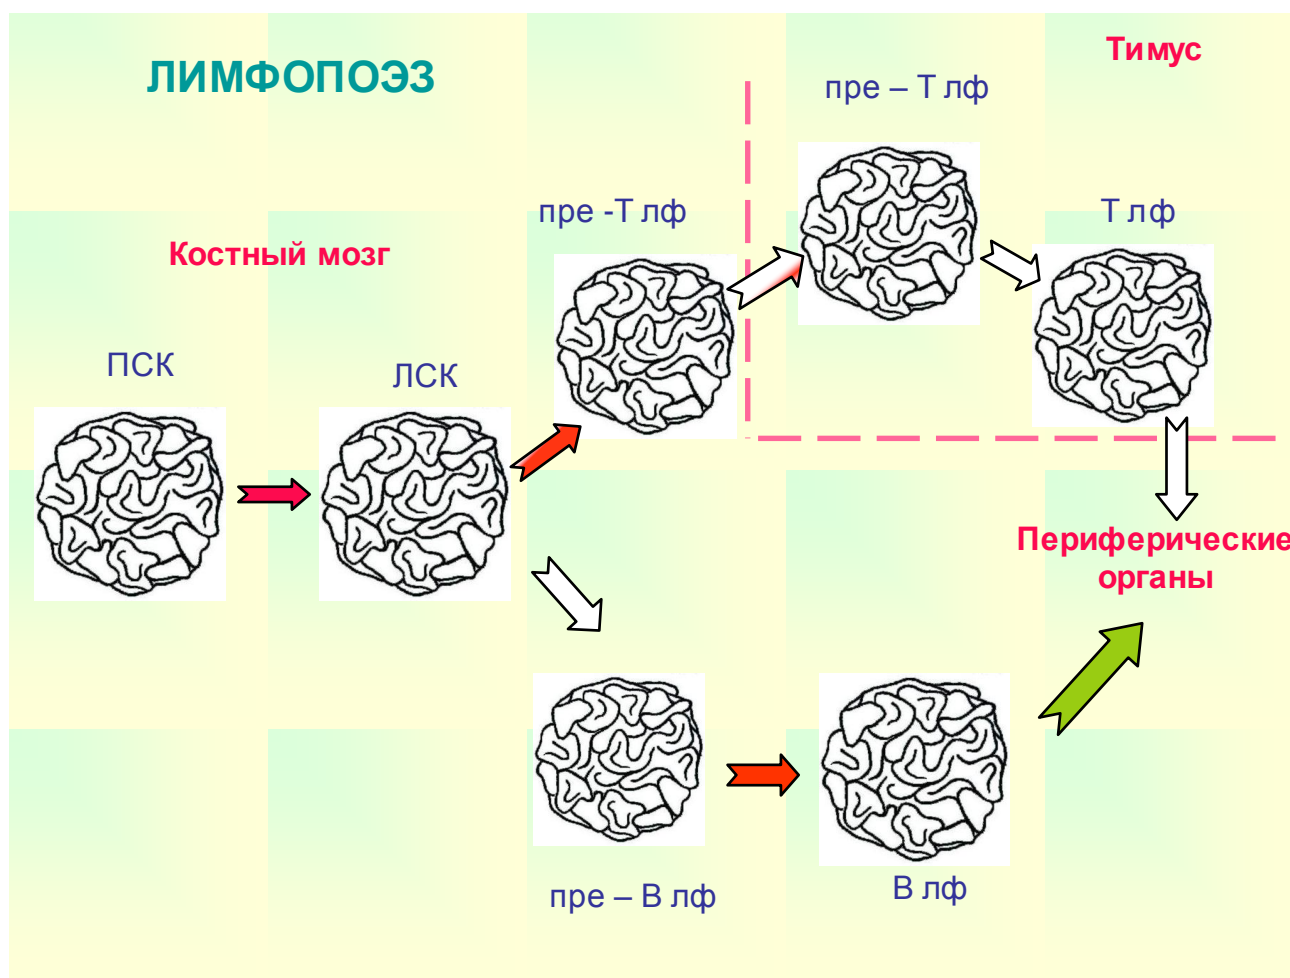 ЛИМФОПОЭЗ
Тимус
пре – Т лф
пре -Т лф
Т лф
Костный мозг
ПСК
ЛСК
Периферические
органы
пре – В лф
В лф